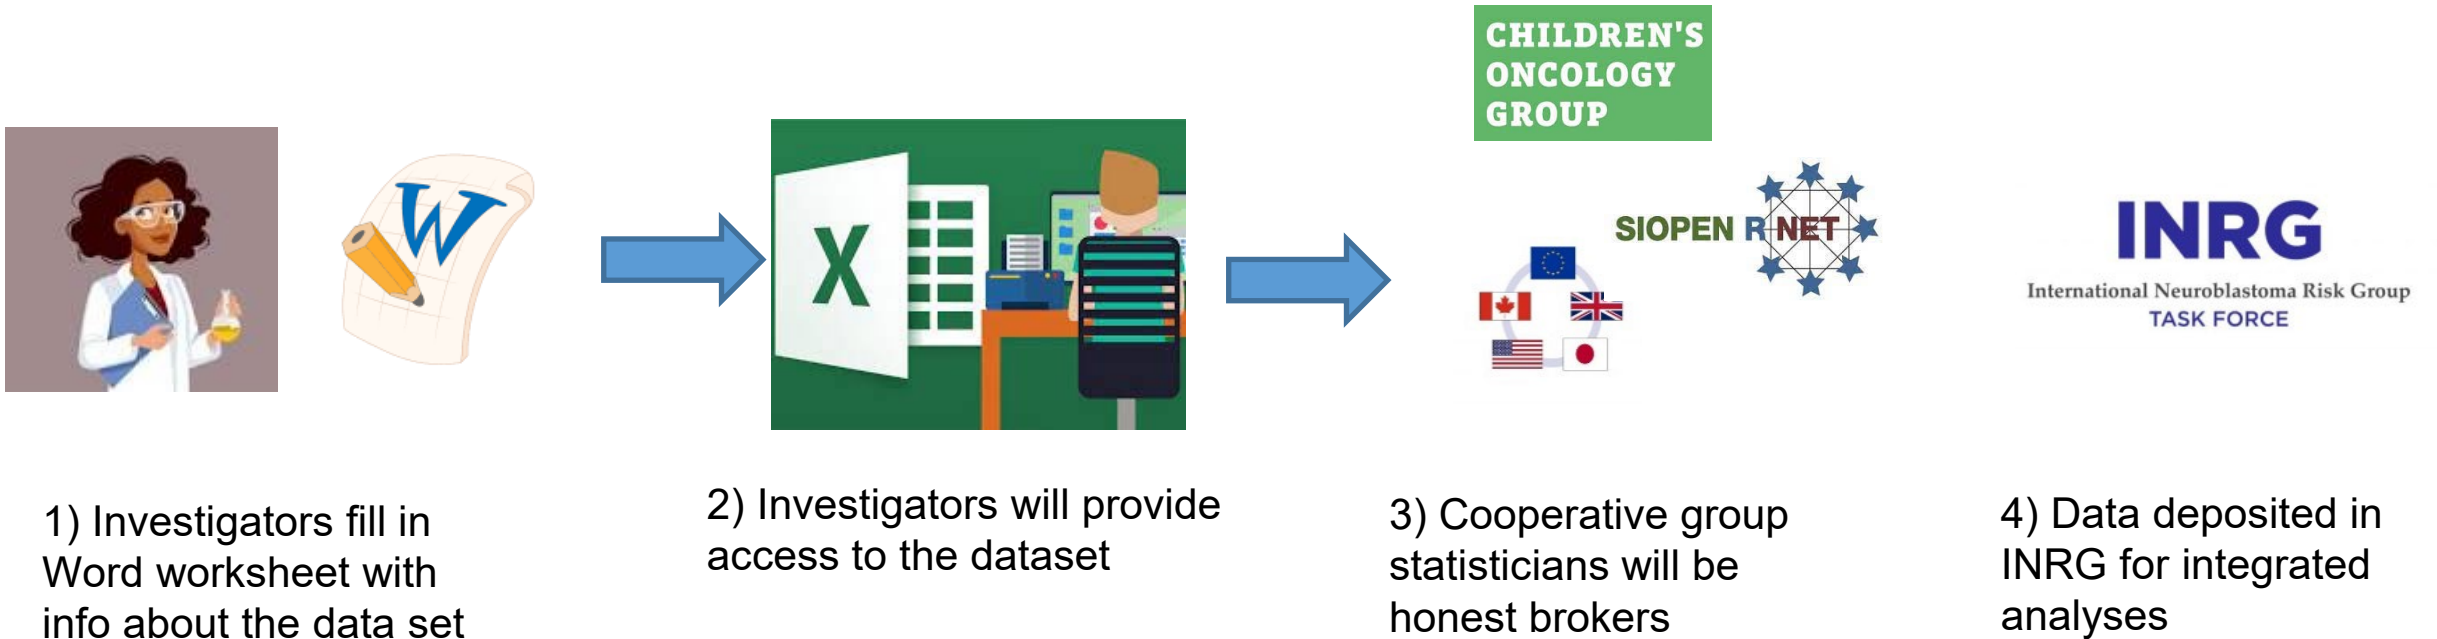 CHILDREN'S
ONCOLOGY
GROUP
W
X
SIOPEN R NET
INRG
International Neuroblastoma Risk Group
TASK FORCE
1) Investigators fill in
Word worksheet with
info about the data set
2) Investigators will provide
access to the dataset
3) Cooperative group
statisticians will be
honest brokers
4) Data deposited in
INRG for integrated
analyses